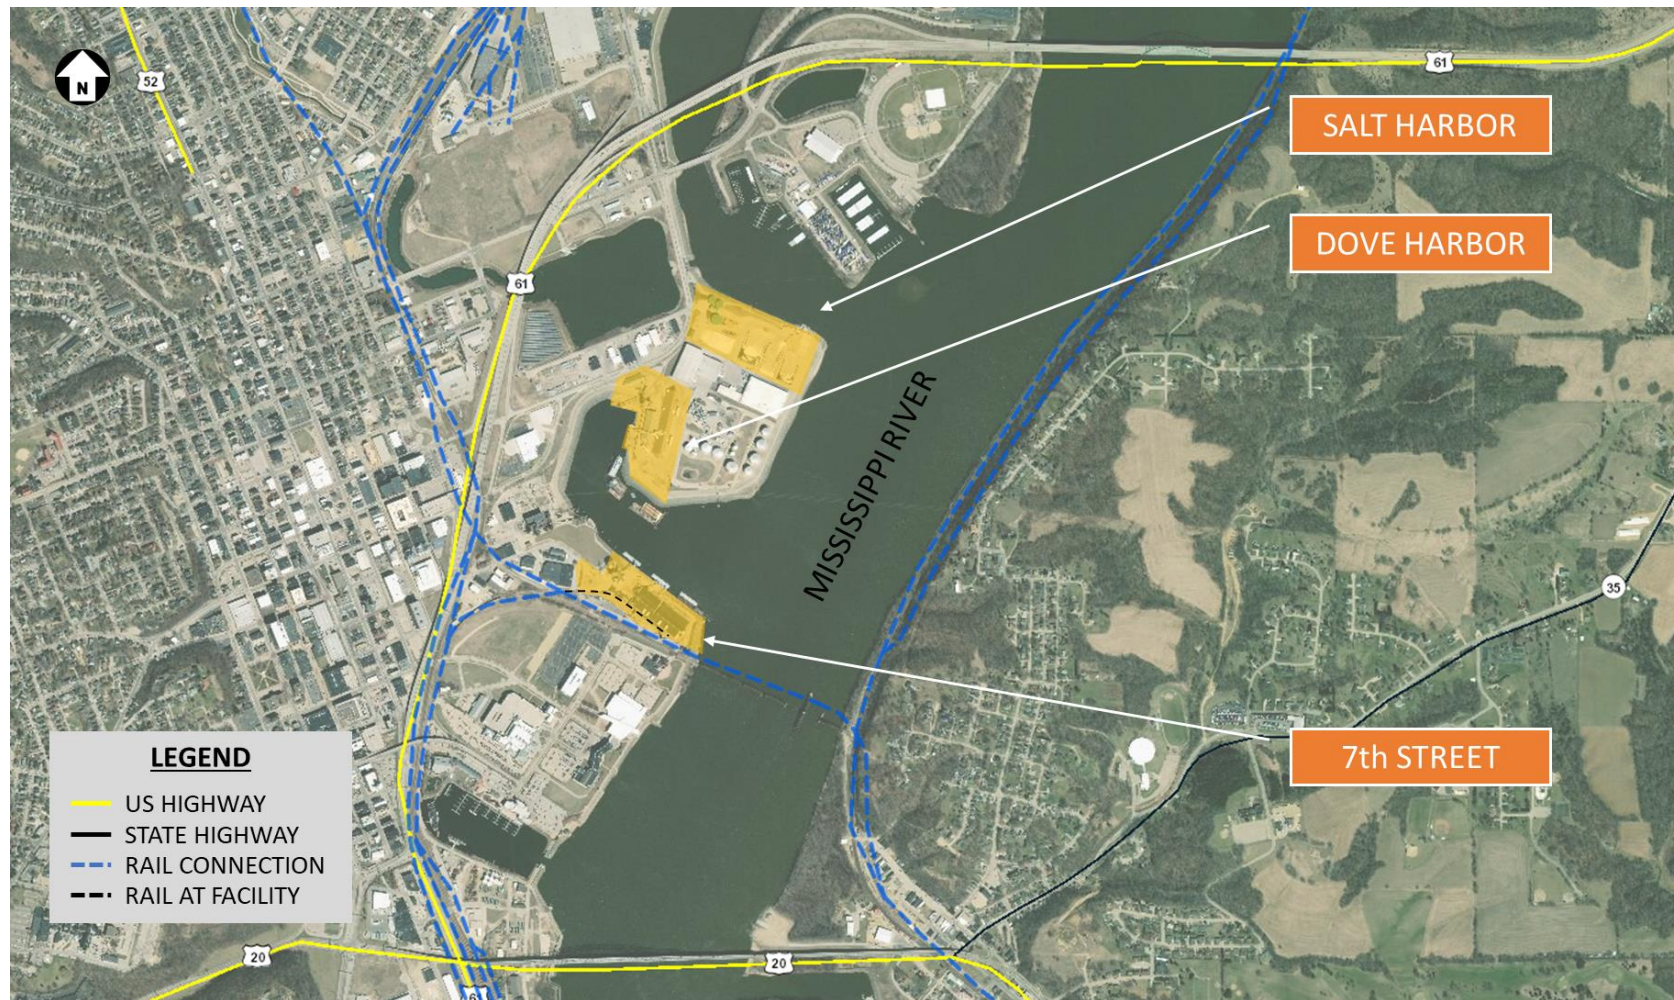 N
52
61
SALT HARBOR
DOVE HARBOR
61
MISSISSIPPI RIVER
35
7th STREET
LEGEND
US HIGHWAY
STATE HIGHWAY
RAIL CONNECTION
RAIL AT FACILITY
20
20
61